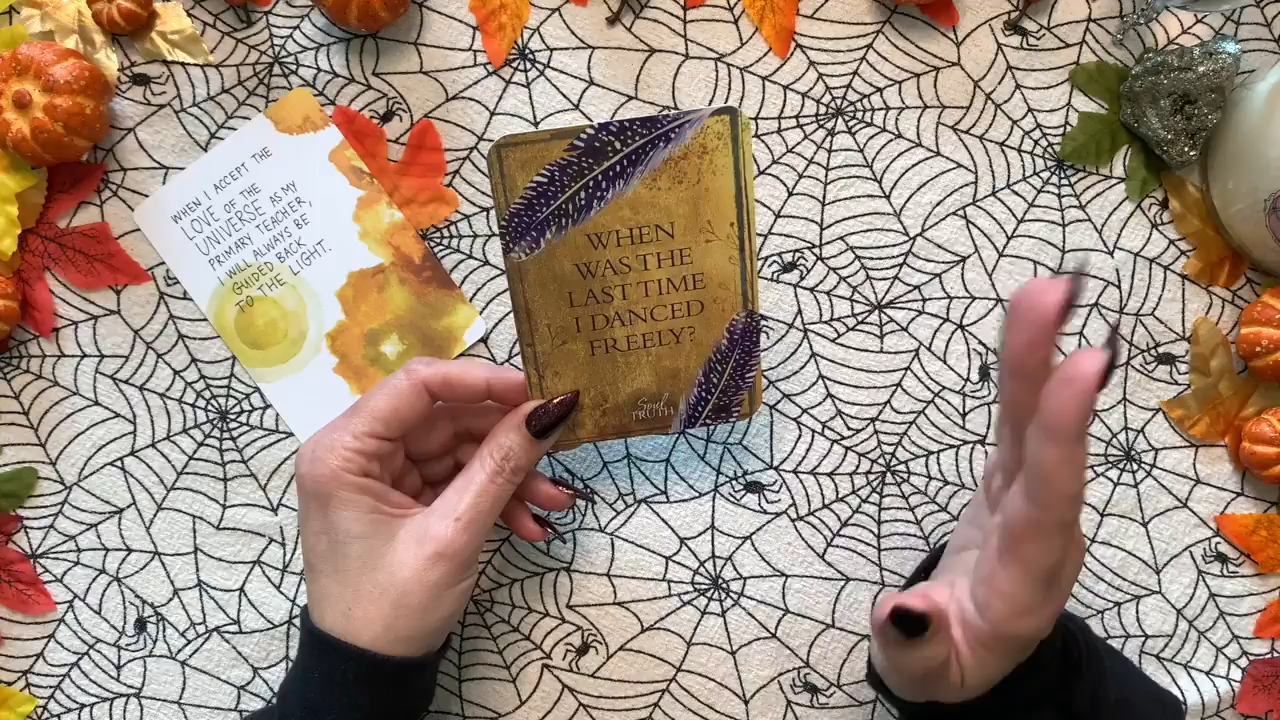 WHEN I ACCEPT THE
LOVE OF THE
UNIVERSE AS MY
PRIMARY TEACHER,
I WILL ALWAYS BE
GUIDED BACK
TO THE LIGHT.
WHEN
WAS THE
LAST TIME
I DANCED
FREELY?
Soul
TRUTH